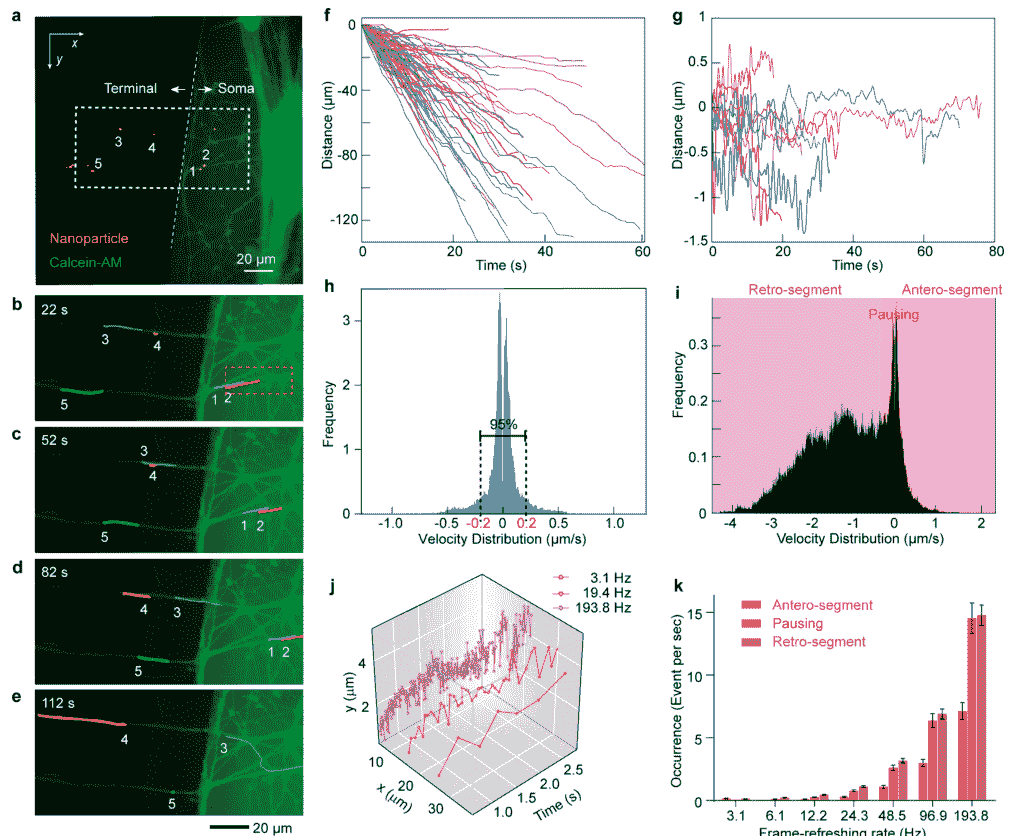 a
x
y
Terminal
Soma
3
4
2
5
1
Nanoparticle
Calcein-AM
20 µm
b
22 s
3
4
1
2
5
c
52 s
3
4
1
2
5
d
82 s
4
3
1
2
5
e
112 s
4
3
5
20 µm
f
0
-40
-80
-120
Distance (µm)
0
20
40
60
Time (s)
g
1
0.5
0
-0.5
-1
-1.5
Distance (µm)
0
20
40
60
80
Time (s)
h
3
2
1
0
Frequency
95%
-1.0
-0.5
-0.2
0
0.2
0.5
1.0
Velocity Distribution (µm/s)
i
Retro-segment
Antero-segment
Pausing
0.3
0.2
0.1
0
Frequency
-4
-3
-2
-1
0
1
2
Velocity Distribution (µm/s)
j
3.1 Hz
19.4 Hz
193.8 Hz
y (µm)
4
2
10
20
30
x (µm)
1.0
1.5
2.0
2.5
Time (s)
k
Antero-segment
Pausing
Retro-segment
15
10
5
0
Occurrence (Event per sec)
3.1
6.1
12.2
24.3
48.5
96.9
193.8
Frame-refreshing rate (Hz)